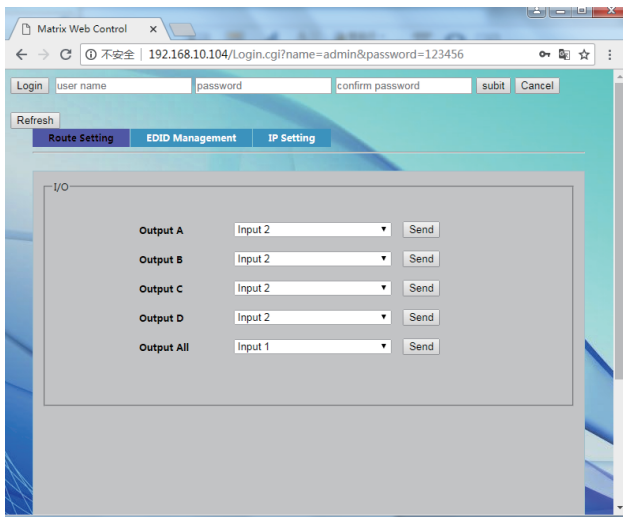 Matrix Web Control
不安全 | 192.168.10.104/Login.cgi?name=admin&password=123456
Login user name password confirm password subit Cancel
Refresh
Route Setting EDID Management IP Setting
I/O
Output A Input 2 Send
Output B Input 2 Send
Output C Input 2 Send
Output D Input 2 Send
Output All Input 1 Send